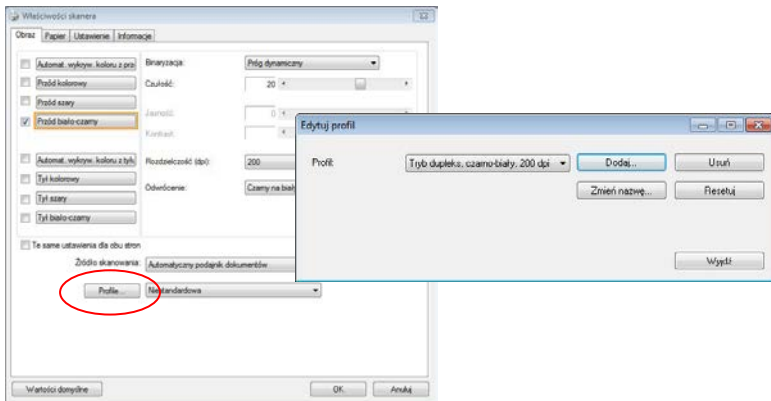 Właściwości skanera
Obraz Papier Ustawienie Informacje
Automat. wykryw. koloru z prz
Przód kolorowy
Przód szary
Przód biało-czarny
Automat. wykryw. koloru z tyłu
Tył kolorowy
Tył szary
Tył biało-czarny
Te same ustawienia dla obu stron
Binaryzacja: Próg dynamiczny
Czułość: 20
Jasność: 0
Kontrast:
Rozdzielczość (dpi): 200
Odwrócenie: Czarny na biał
Źródło skanowania: Automatyczny podajnik dokumentów
Profile... Niestandardowa
Wartości domyślne OK. Anuluj
Edytuj profil
Profil: Tryb dupleks, czarno-biały, 200 dpi Dodaj... Usuń
Zmień nazwę... Resetuj
Wyjdź